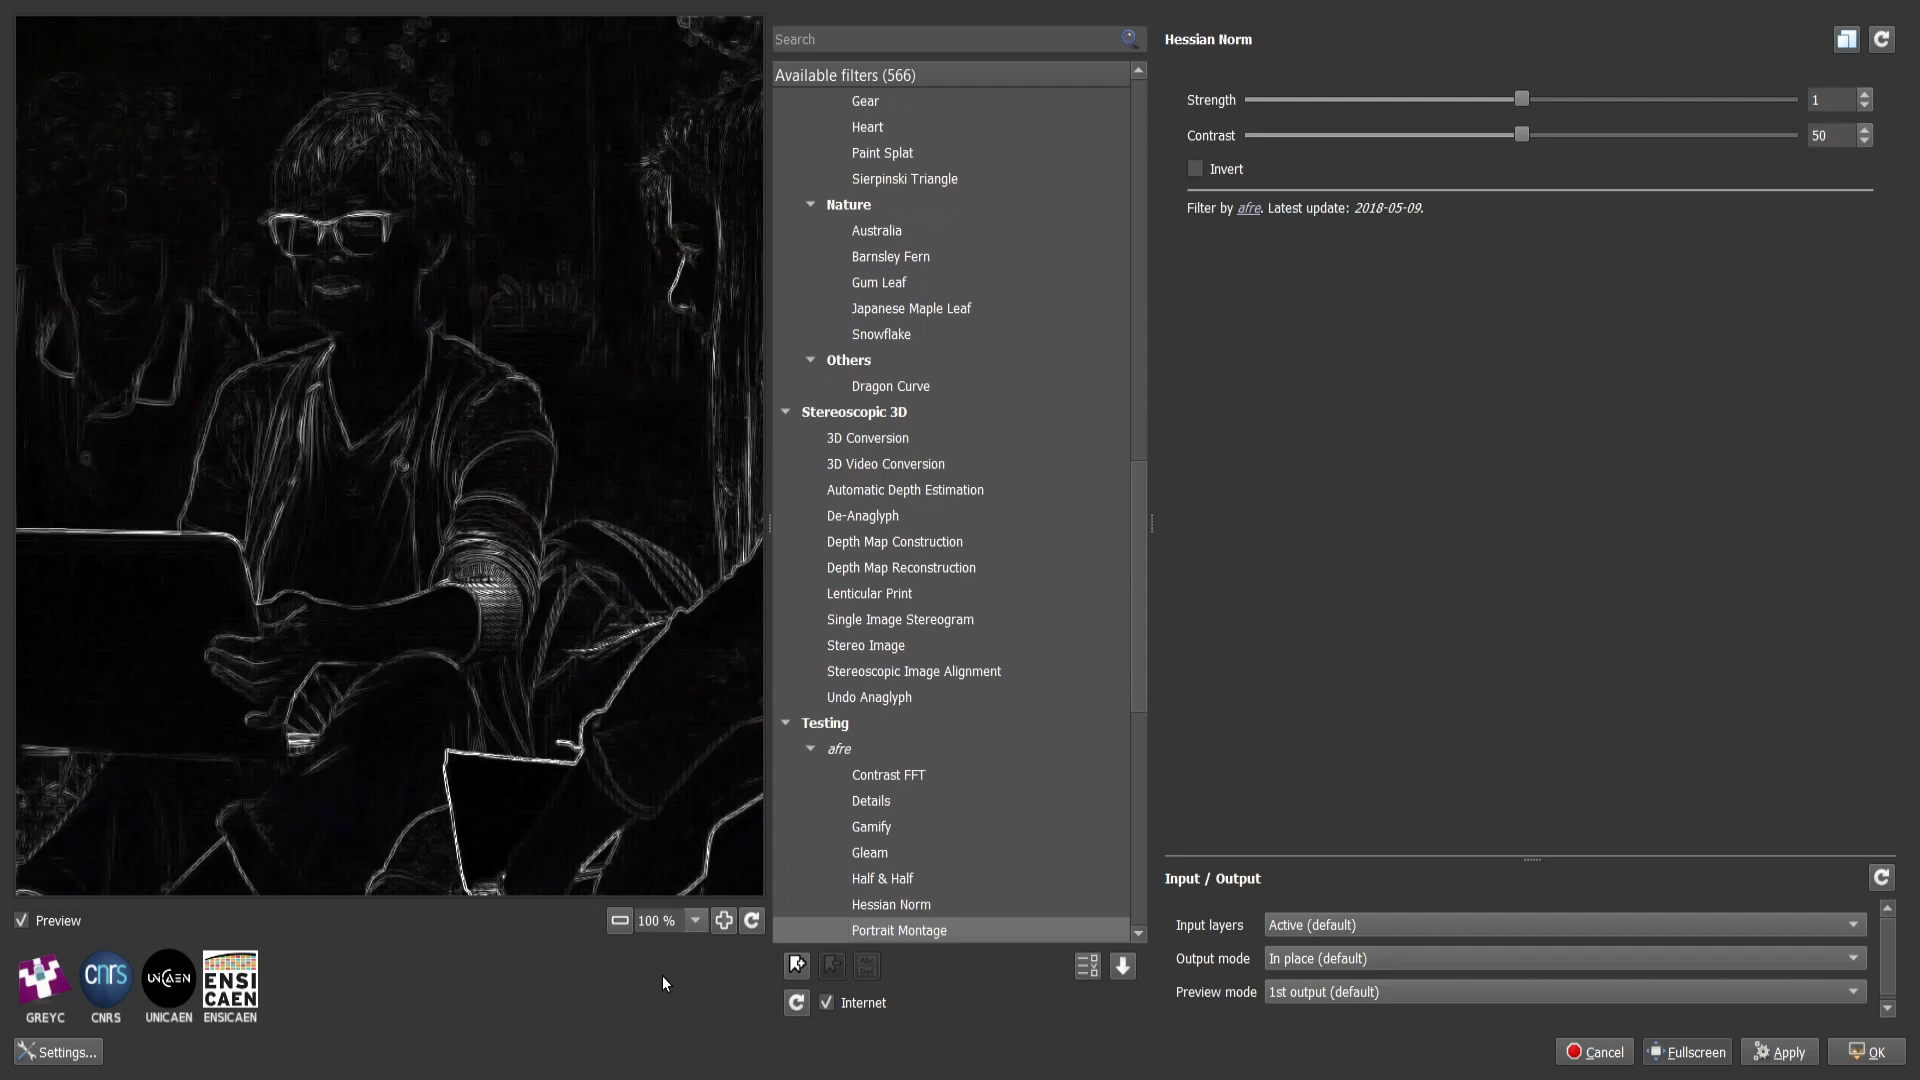 Search
Available filters (566)
Gear
Heart
Paint Splat
Sierpinski Triangle
Nature
Australia
Barnsley Fern
Gum Leaf
Japanese Maple Leaf
Snowflake
Others
Dragon Curve
Stereoscopic 3D
3D Conversion
3D Video Conversion
Automatic Depth Estimation
De-Anaglyph
Depth Map Construction
Depth Map Reconstruction
Lenticular Print
Single Image Stereogram
Stereo Image
Stereoscopic Image Alignment
Undo Anaglyph
Testing
afre
Contrast FFT
Details
Gamify
Gleam
Half & Half
Hessian Norm
Portrait Montage
Internet
Hessian Norm
Strength 1
Contrast 50
Invert
Filter by afre. Latest update: 2018-05-09.
Input / Output
Input layers Active (default)
Output mode In place (default)
Preview mode 1st output (default)
Preview
100 %
cnrs
UNICAEN
ENSI
CAEN
GREYC CNRS UNICAEN ENSICAEN
Settings...
Cancel Fullscreen Apply OK